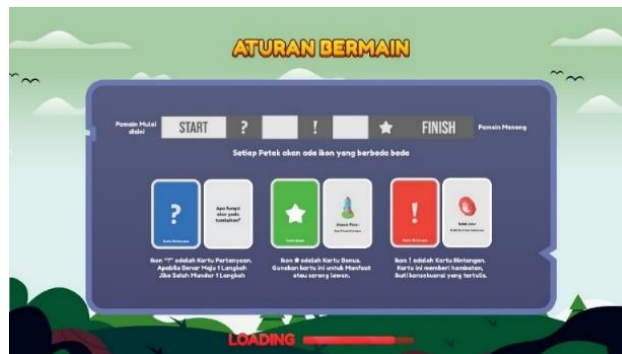 ATURAN BERMAIN
Pemain Mulai
disini
START ? ! ★ FINISH
Pemain Menang
Setiap Petak akan ada ikon yang berbeda beda
?
Apa fungsi
akar pada
tumbuhan?
★
!
Ikon "?" adalah Kartu Pertanyaan.
Apabila Benar Maju 1 Langkah
Jika Salah Mundur 1 Langkah
Ikon ★ adalah Kartu Bonus.
Gunakan kartu ini untuk Manfaat
atau serang lawan.
Ikon ! adalah Kartu Rintangan.
Kartu ini memberi hambatan,
Ikuti konsekuensi yang tertulis.
LOADING